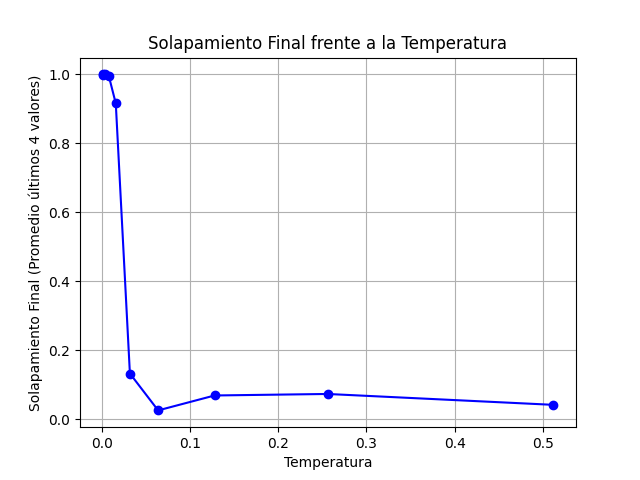 Solapamiento Final frente a la Temperatura
Solapamiento Final (Promedio últimos 4 valores)
1.0
0.8
0.6
0.4
0.2
0.0
0.0 0.1 0.2 0.3 0.4 0.5
Temperatura